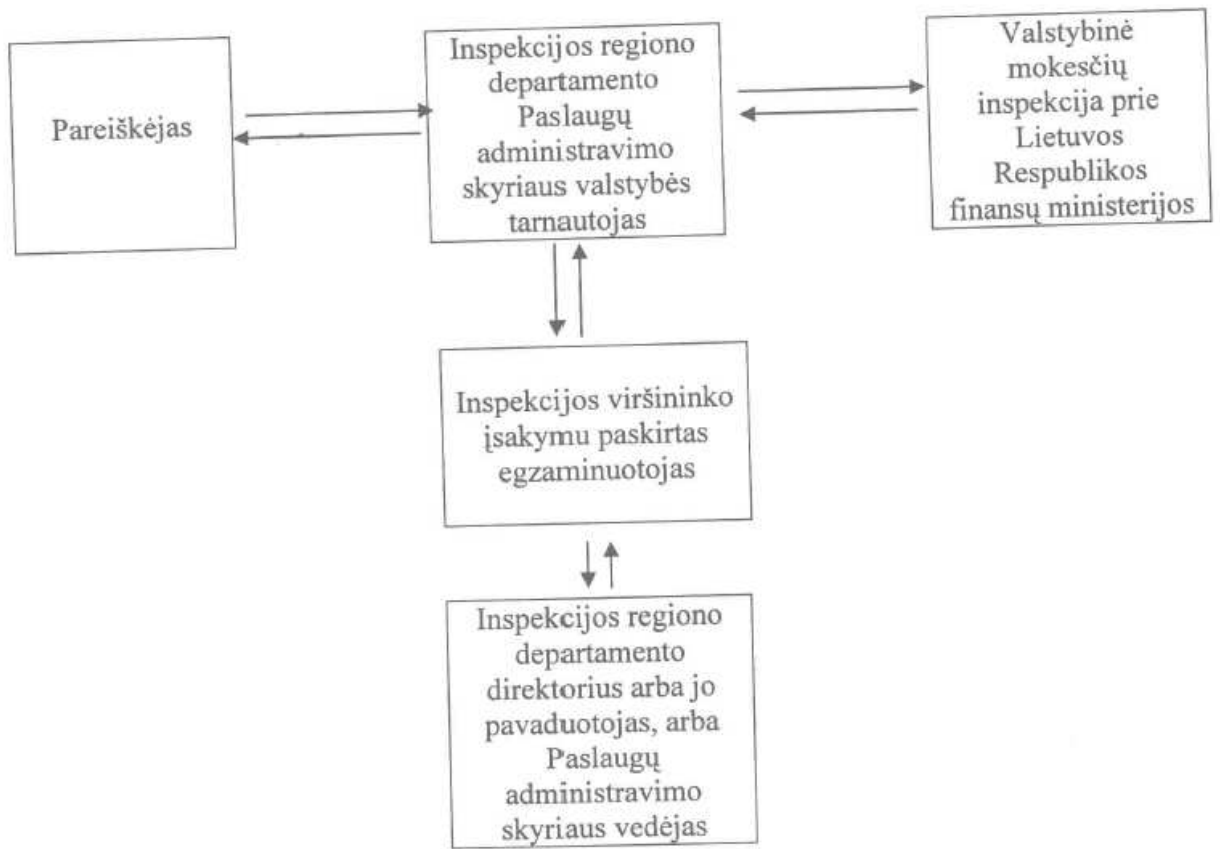 Pareiškėjas
Inspekcijos regiono
departamento
Paslaugų
administravimo
skyriaus valstybės
tarnautojas
Valstybinė
mokesčių
inspekcija prie
Lietuvos
Respublikos
finansų ministerijos
Inspekcijos viršininko
įsakymu paskirtas
egzaminuotojas
Inspekcijos regiono
departamento
direktorius arba jo
pavaduotojas, arba
Paslaugų
administravimo
skyriaus vedėjas